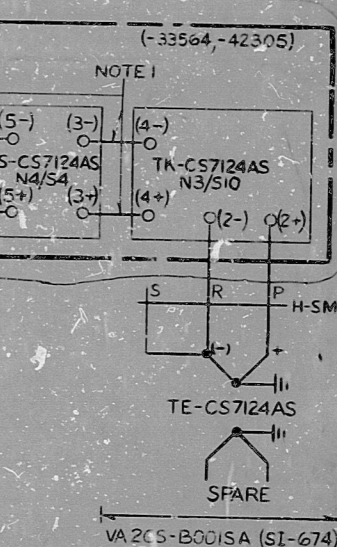 (-33564,-42305)
NOTE 1
(5-) (3-) (4-)
S-CS7124AS TK-CS7124AS
N4/S4 N3/S10
(5+) (3+) (4+)
(2-) (2+)
S R P
H-SM
(-) +
TE-CS7124AS
SPARE
VA2CS-B001SA (SI-674)